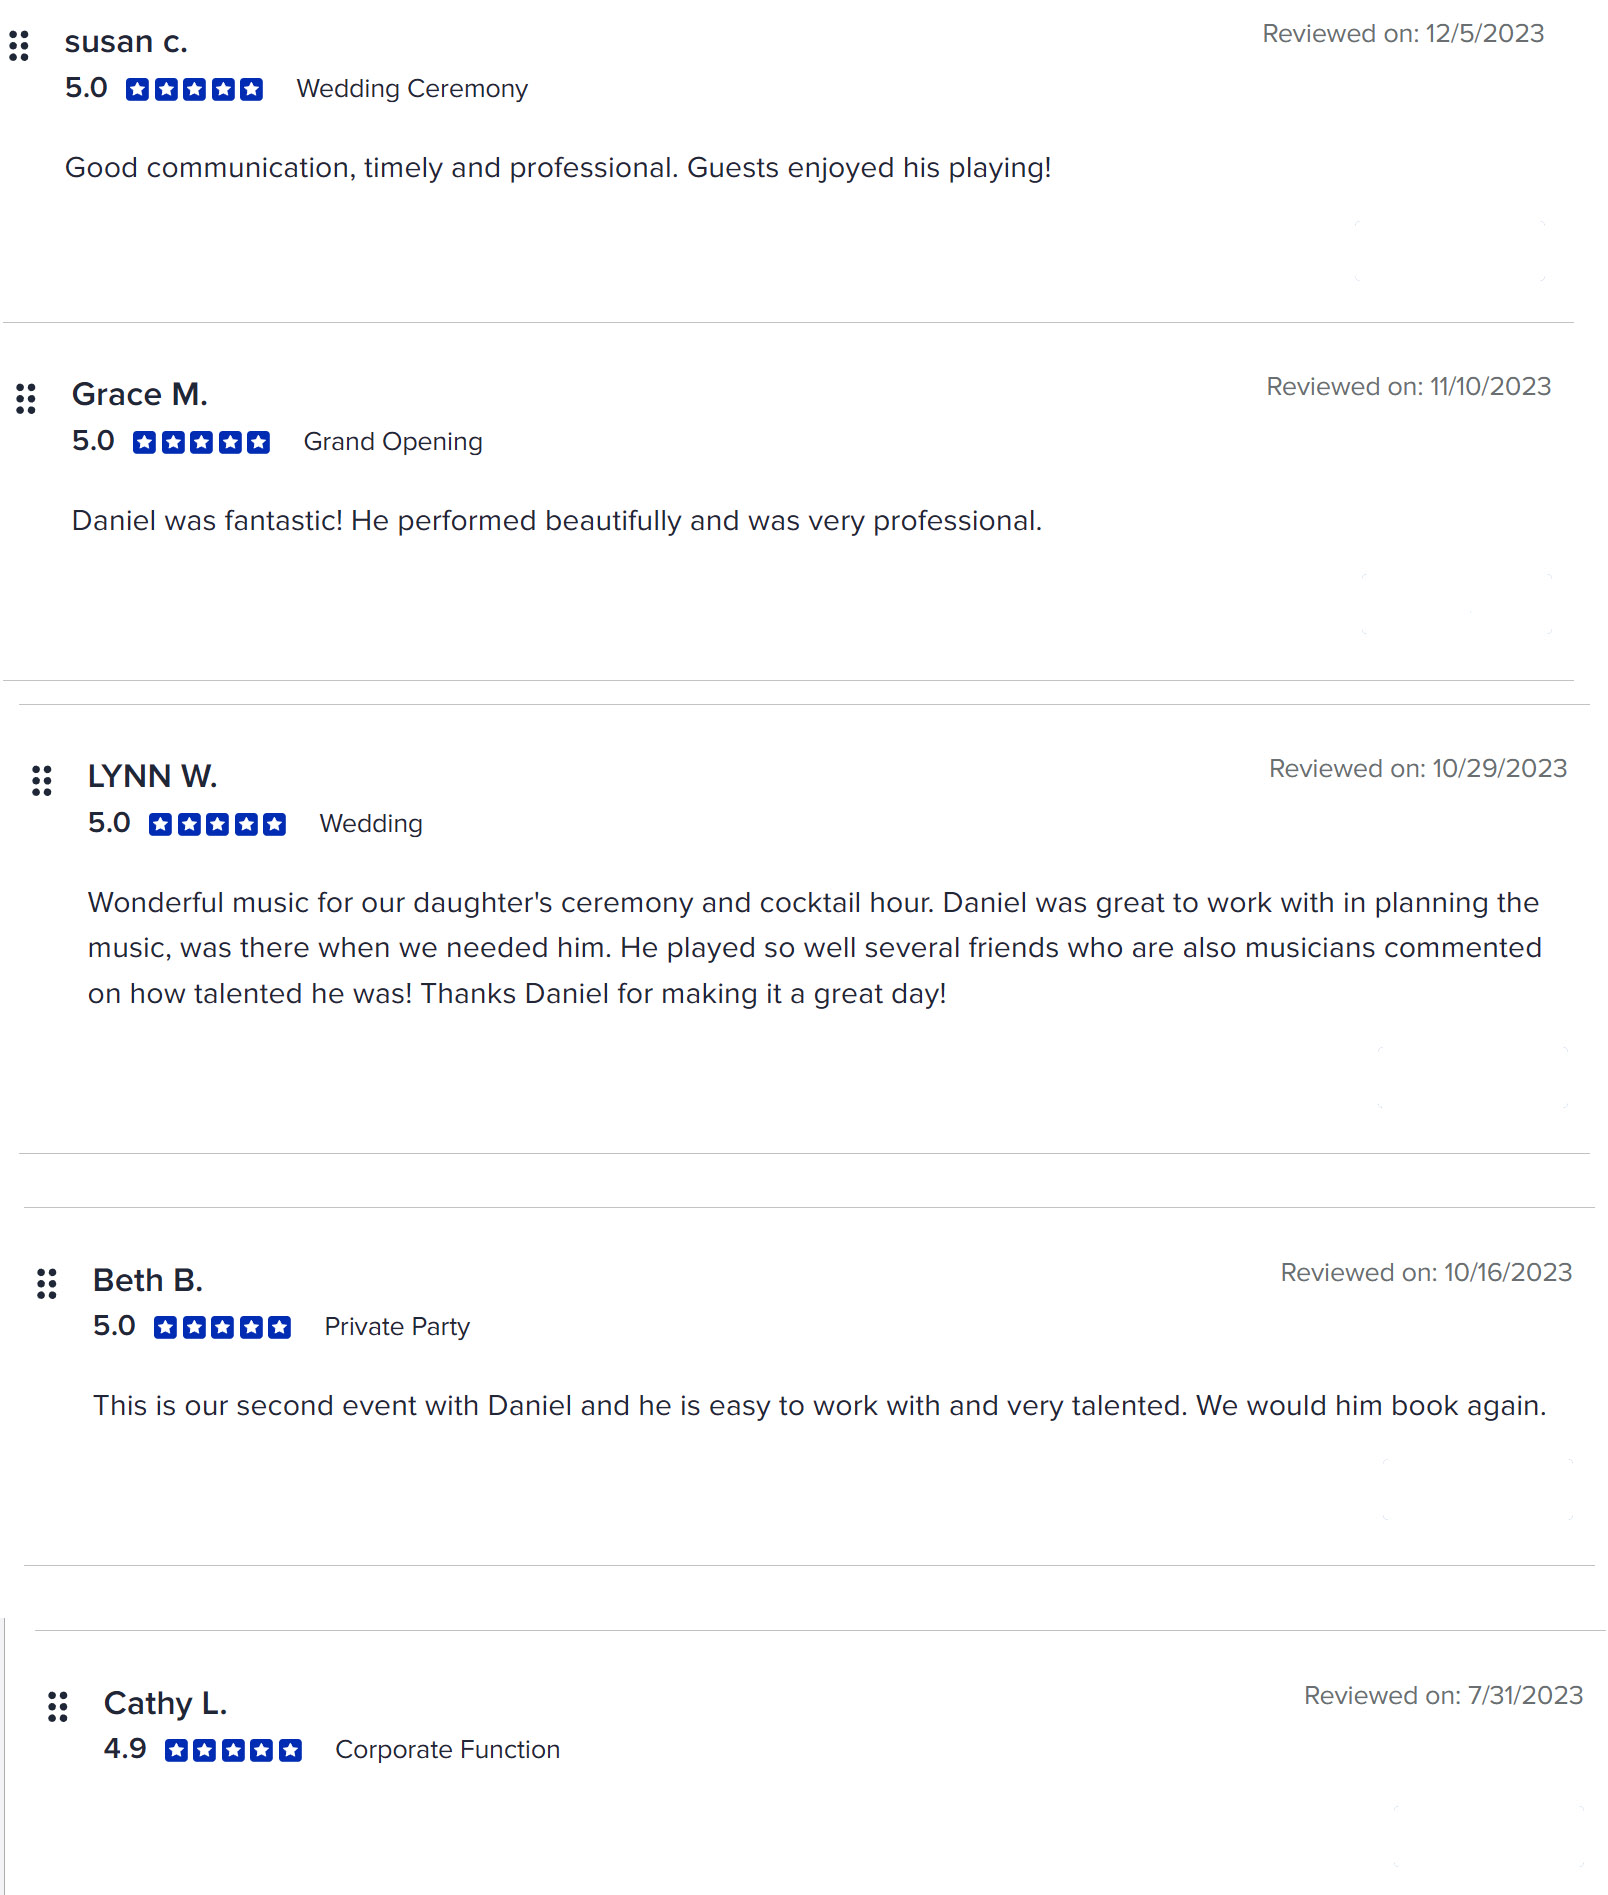 susan c.
Reviewed on: 12/5/2023
5.0 Wedding Ceremony
Good communication, timely and professional. Guests enjoyed his playing!
Grace M.
Reviewed on: 11/10/2023
5.0 Grand Opening
Daniel was fantastic! He performed beautifully and was very professional.
LYNN W.
Reviewed on: 10/29/2023
5.0 Wedding
Wonderful music for our daughter's ceremony and cocktail hour. Daniel was great to work with in planning the
music, was there when we needed him. He played so well several friends who are also musicians commented
on how talented he was! Thanks Daniel for making it a great day!
Beth B.
Reviewed on: 10/16/2023
5.0 Private Party
This is our second event with Daniel and he is easy to work with and very talented. We would him book again.
Cathy L.
Reviewed on: 7/31/2023
4.9 Corporate Function